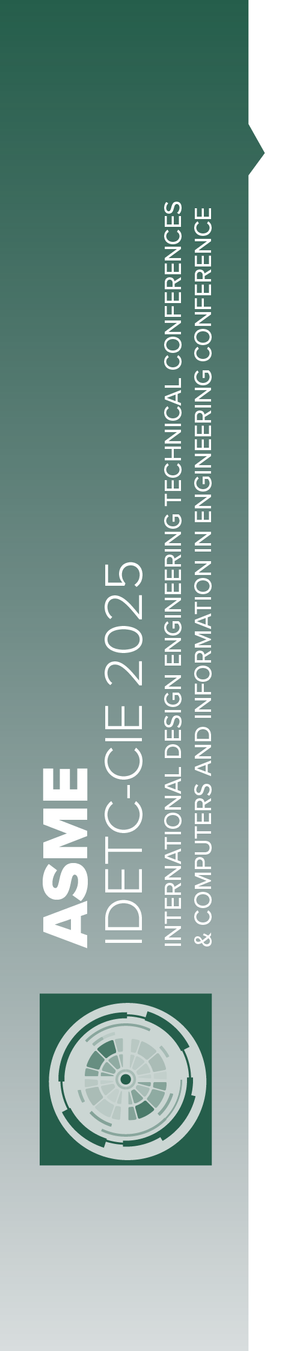 ASME
IDETC-CIE 2025
INTERNATIONAL DESIGN ENGINEERING TECHNICAL CONFERENCES
& COMPUTERS AND INFORMATION IN ENGINEERING CONFERENCE